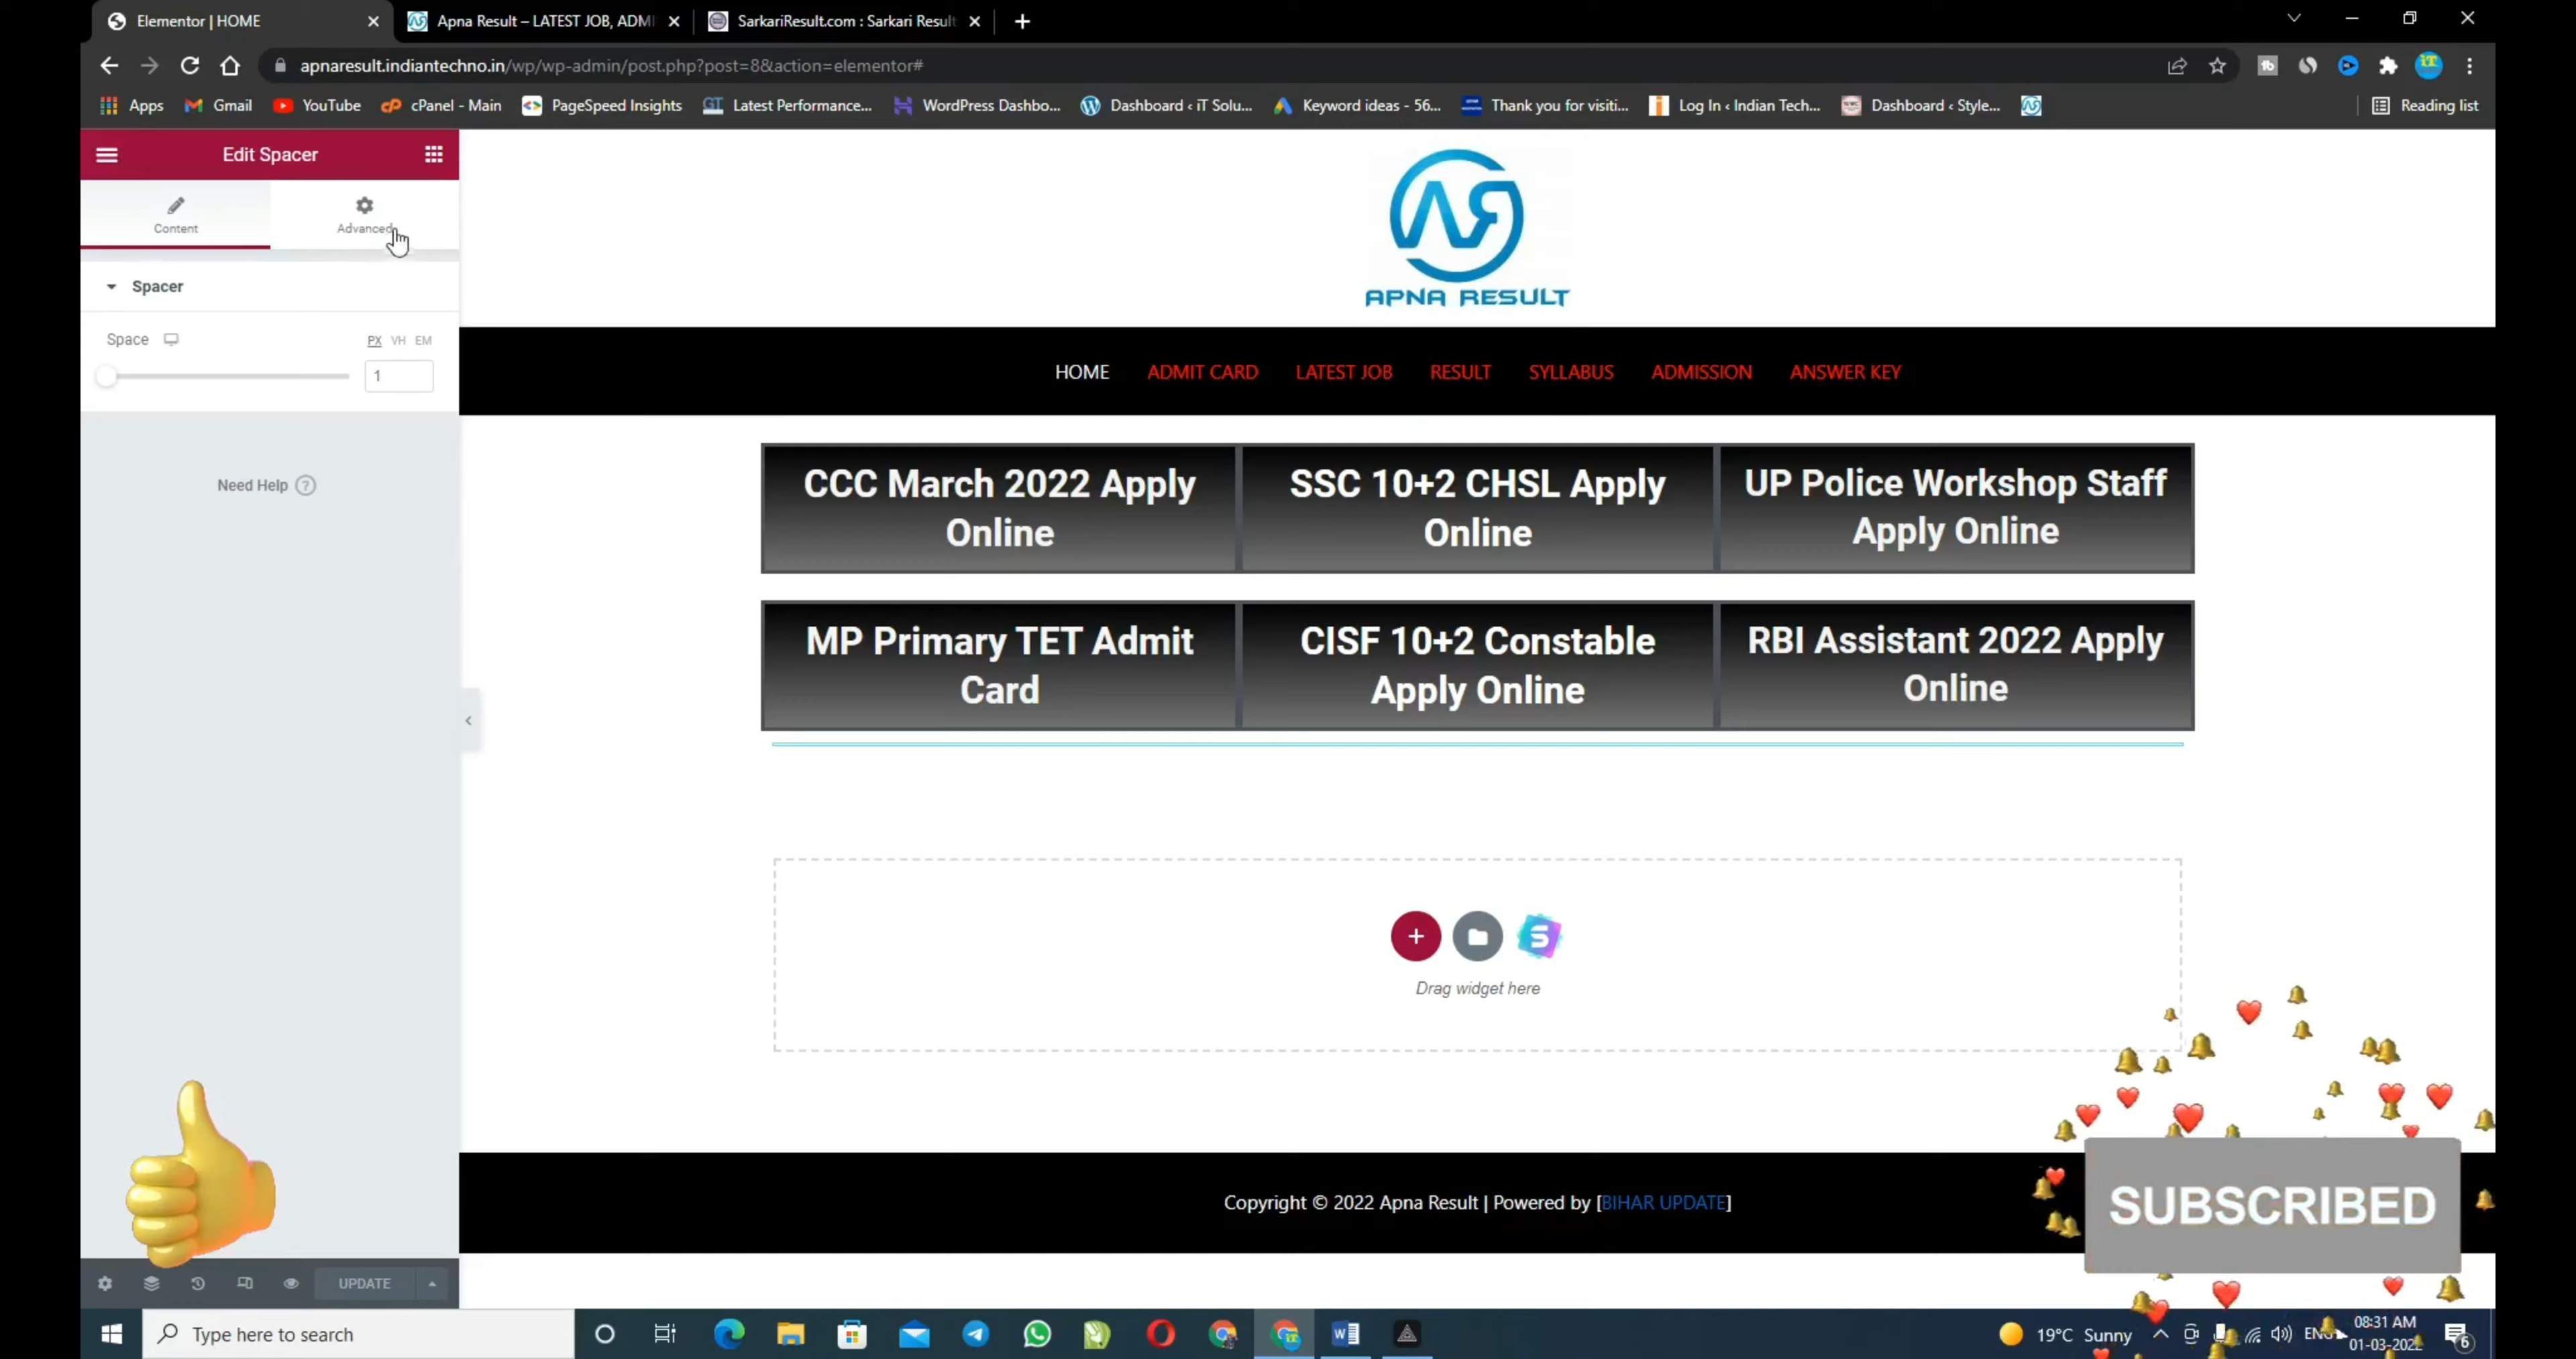 Elementor | HOME
Apna Result – LATEST JOB, ADMI
SarkariResult.com : Sarkari Result
apnaresult.indiantechno.in/wp/wp-admin/post.php?post=8&action=elementor#
Apps
Gmail
YouTube
cPanel - Main
PageSpeed Insights
Latest Performance...
WordPress Dashbo...
Dashboard ‹ iT Solu...
Keyword ideas - 56...
Thank you for visiti...
Log In ‹ Indian Tech...
Dashboard ‹ Style...
Reading list
Edit Spacer
Content
Advanced
Spacer
Space
PX VH EM
1
Need Help ?
APNA RESULT
HOME ADMIT CARD LATEST JOB RESULT SYLLABUS ADMISSION ANSWER KEY
CCC March 2022 Apply
Online
SSC 10+2 CHSL Apply
Online
UP Police Workshop Staff
Apply Online
MP Primary TET Admit
Card
CISF 10+2 Constable
Apply Online
RBI Assistant 2022 Apply
Online
Drag widget here
Copyright © 2022 Apna Result | Powered by [BIHAR UPDATE]
SUBSCRIBED
UPDATE
Type here to search
19°C Sunny
08:31 AM
01-03-2022
6